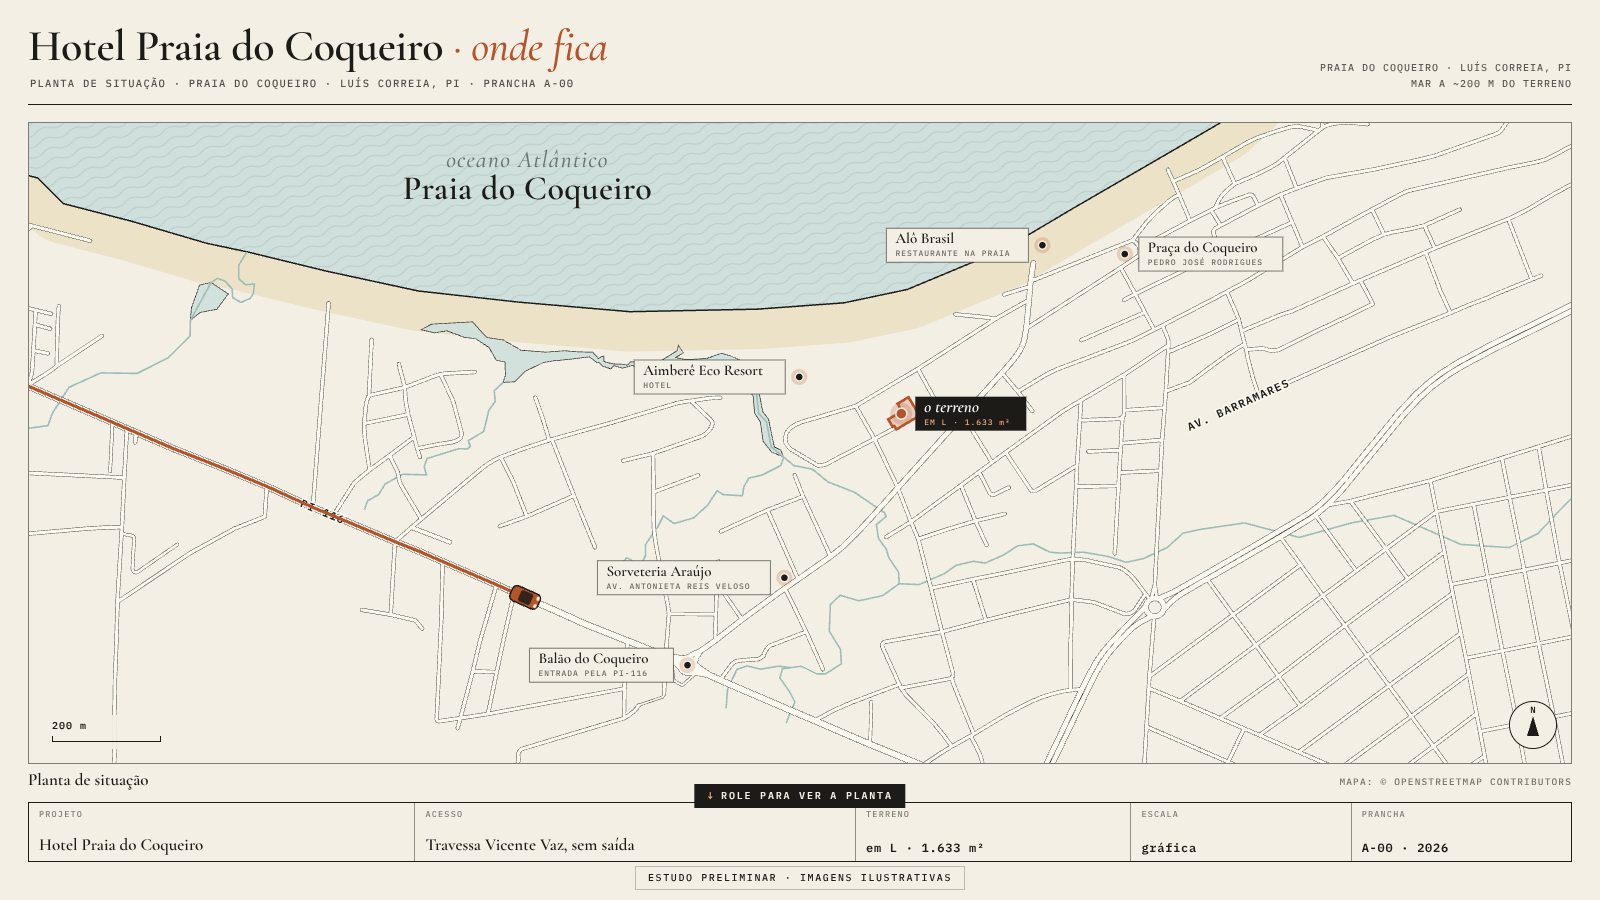 Hotel Praia do Coqueiro · onde fica
PLANTA DE SITUAÇÃO · PRAIA DO COQUEIRO · LUÍS CORREIA, PI · PRANCHA A-00
PRAIA DO COQUEIRO · LUÍS CORREIA, PI
MAR A ~200 M DO TERRENO
oceano Atlântico
Praia do Coqueiro
Alô Brasil
RESTAURANTE NA PRAIA
Praça do Coqueiro
PEDRO JOSÉ RODRIGUES
Aimberê Eco Resort
HOTEL
o terreno
EM L · 1.633 m²
AV. BARRAMARES
PI-116
Sorveteria Araújo
AV. ANTONIETA REIS VELOSO
Balão do Coqueiro
ENTRADA PELA PI-116
200 m
N
Planta de situação
MAPA: © OPENSTREETMAP CONTRIBUTORS
↓ ROLE PARA VER A PLANTA
PROJETO
Hotel Praia do Coqueiro
ACESSO
Travessa Vicente Vaz, sem saída
TERRENO
em L · 1.633 m²
ESCALA
gráfica
PRANCHA
A-00 · 2026
ESTUDO PRELIMINAR · IMAGENS ILUSTRATIVAS